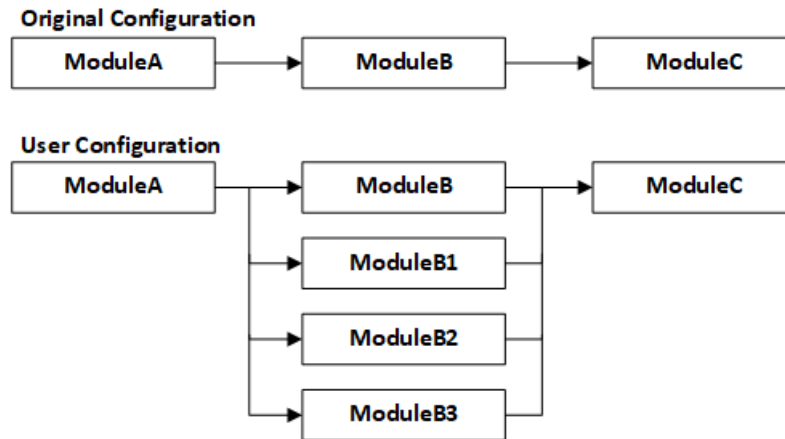 Original Configuration
ModuleA
ModuleB
ModuleC
User Configuration
ModuleA
ModuleB
ModuleC
ModuleB1
ModuleB2
ModuleB3